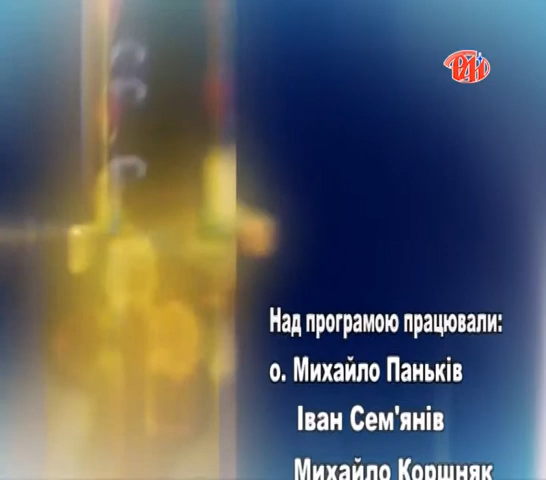 Над програмою працювали:
о. Михайло Паньків
Іван Сем'янів
Михайло Коршняк